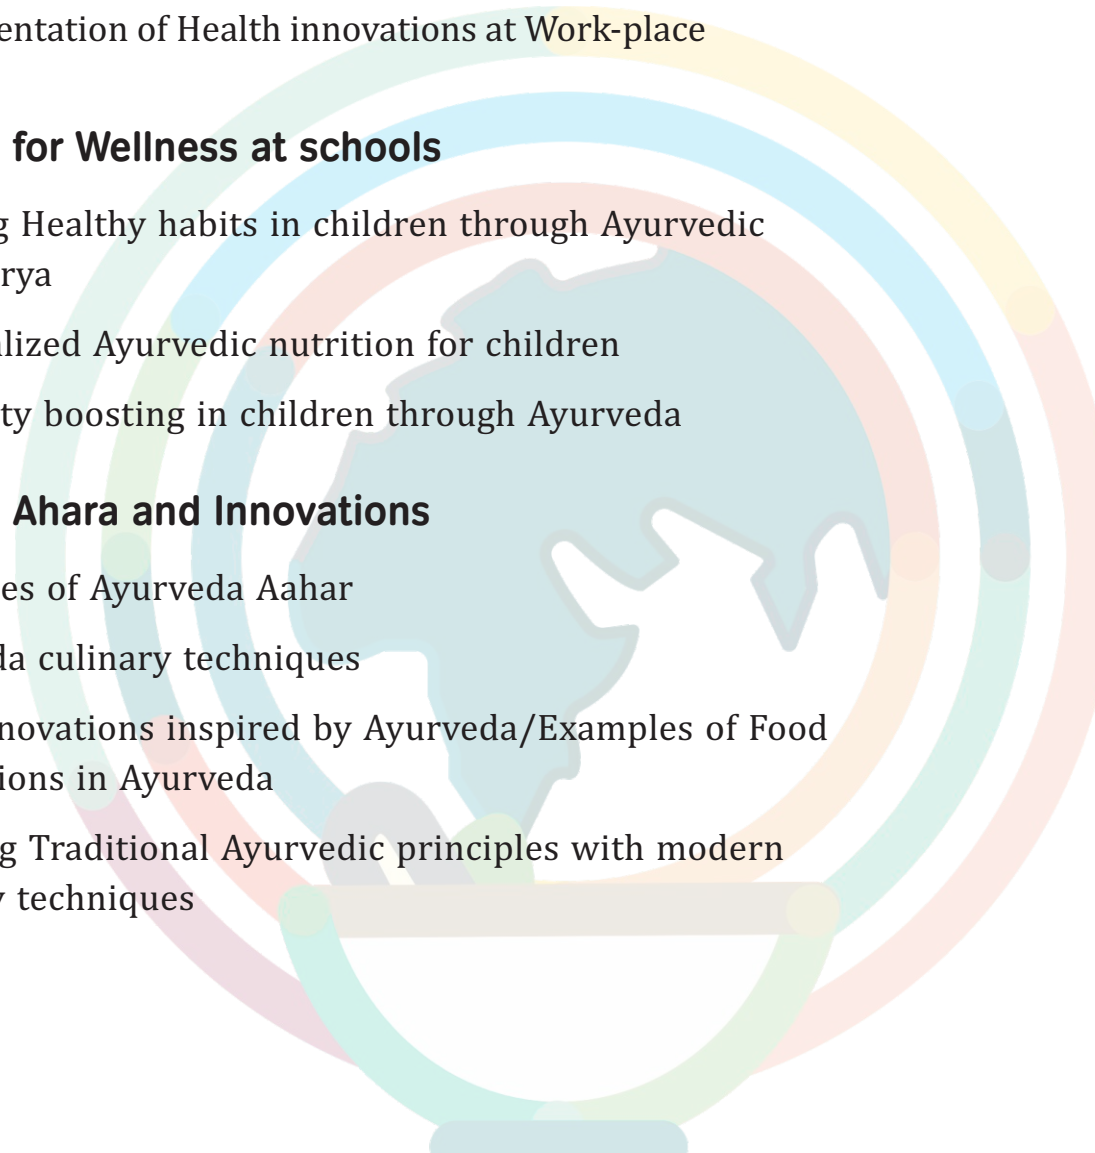 entation of Health innovations at Work-place
for Wellness at schools
g Healthy habits in children through Ayurvedic
rya
lized Ayurvedic nutrition for children
ty boosting in children through Ayurveda
Ahara and Innovations
es of Ayurveda Aahar
da culinary techniques
novations inspired by Ayurveda/Examples of Food
ions in Ayurveda
g Traditional Ayurvedic principles with modern
y techniques